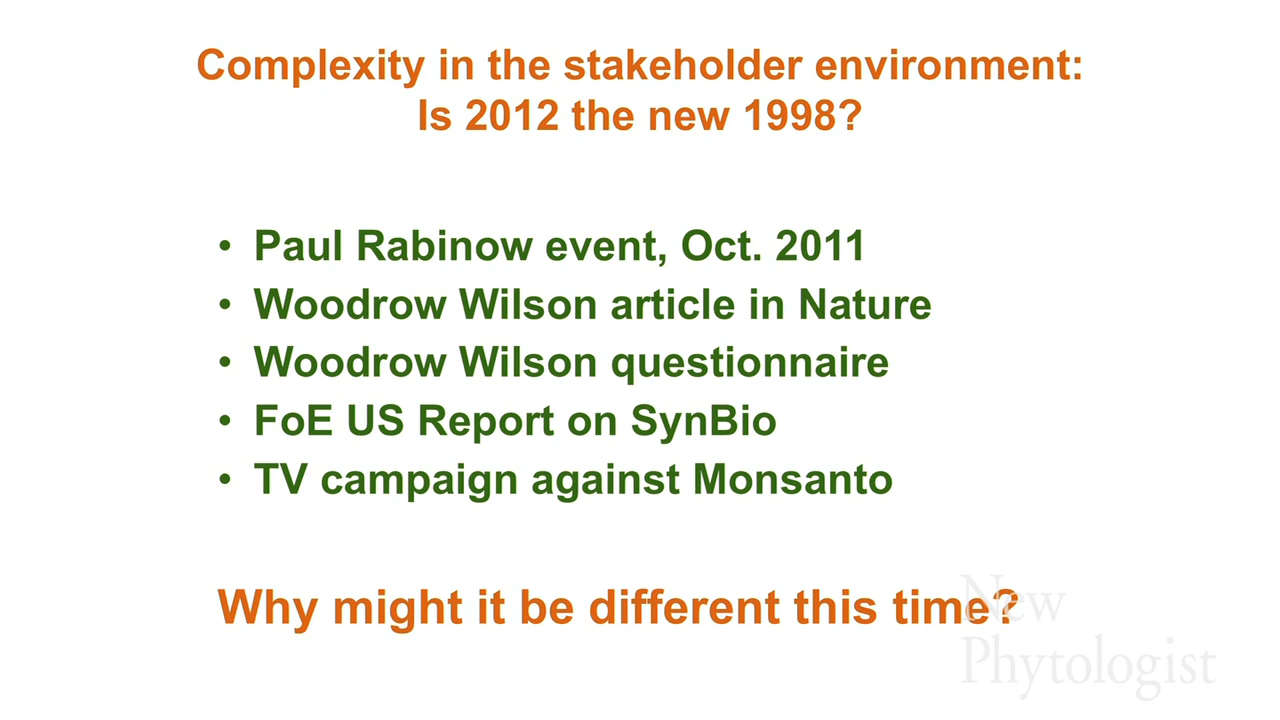 Complexity in the stakeholder environment:
Is 2012 the new 1998?
• Paul Rabinow event, Oct. 2011
• Woodrow Wilson article in Nature
• Woodrow Wilson questionnaire
• FoE US Report on SynBio
• TV campaign against Monsanto
Why might it be different this time?
New
Phytologist